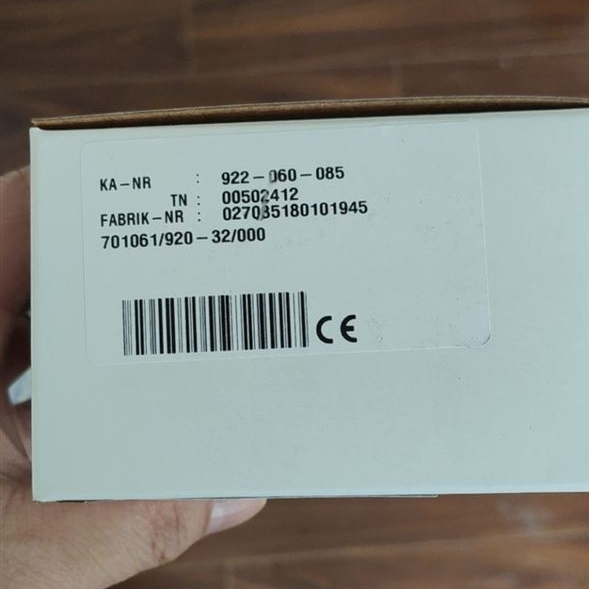 KA-NR : 922-060-085
TN : 00502412
FABRIK-NR : 027035180101945
701061/920-32/000
CE